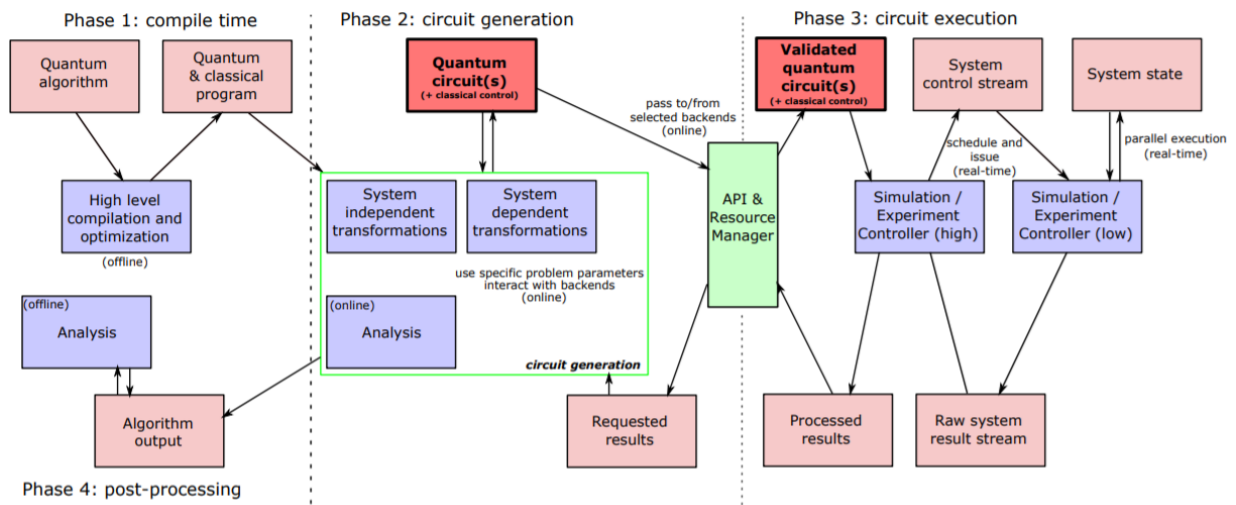 Phase 1: compile time
Quantum
algorithm
Quantum
& classical
program
High level
compilation and
optimization
(offline)
(offline)
Analysis
Algorithm
output
Phase 4: post-processing
Phase 2: circuit generation
Quantum
circuit(s)
(+ classical control)
pass to/from
selected backends
(online)
System
independent
transformations
System
dependent
transformations
use specific problem parameters
interact with backends
(online)
(online)
Analysis
circuit generation
Requested
results
API &
Resource
Manager
Phase 3: circuit execution
Validated
quantum
circuit(s)
(+ classical control)
System
control stream
System state
schedule and
issue
(real-time)
parallel execution
(real-time)
Simulation /
Experiment
Controller (high)
Simulation /
Experiment
Controller (low)
Processed
results
Raw system
result stream